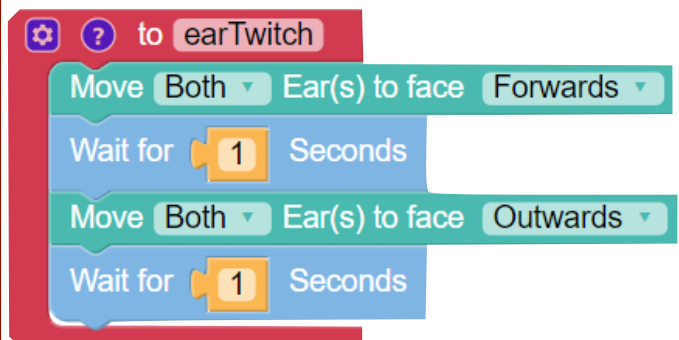 ? to earTwitch
Move Both Ear(s) to face Forwards
Wait for 1 Seconds
Move Both Ear(s) to face Outwards
Wait for 1 Seconds